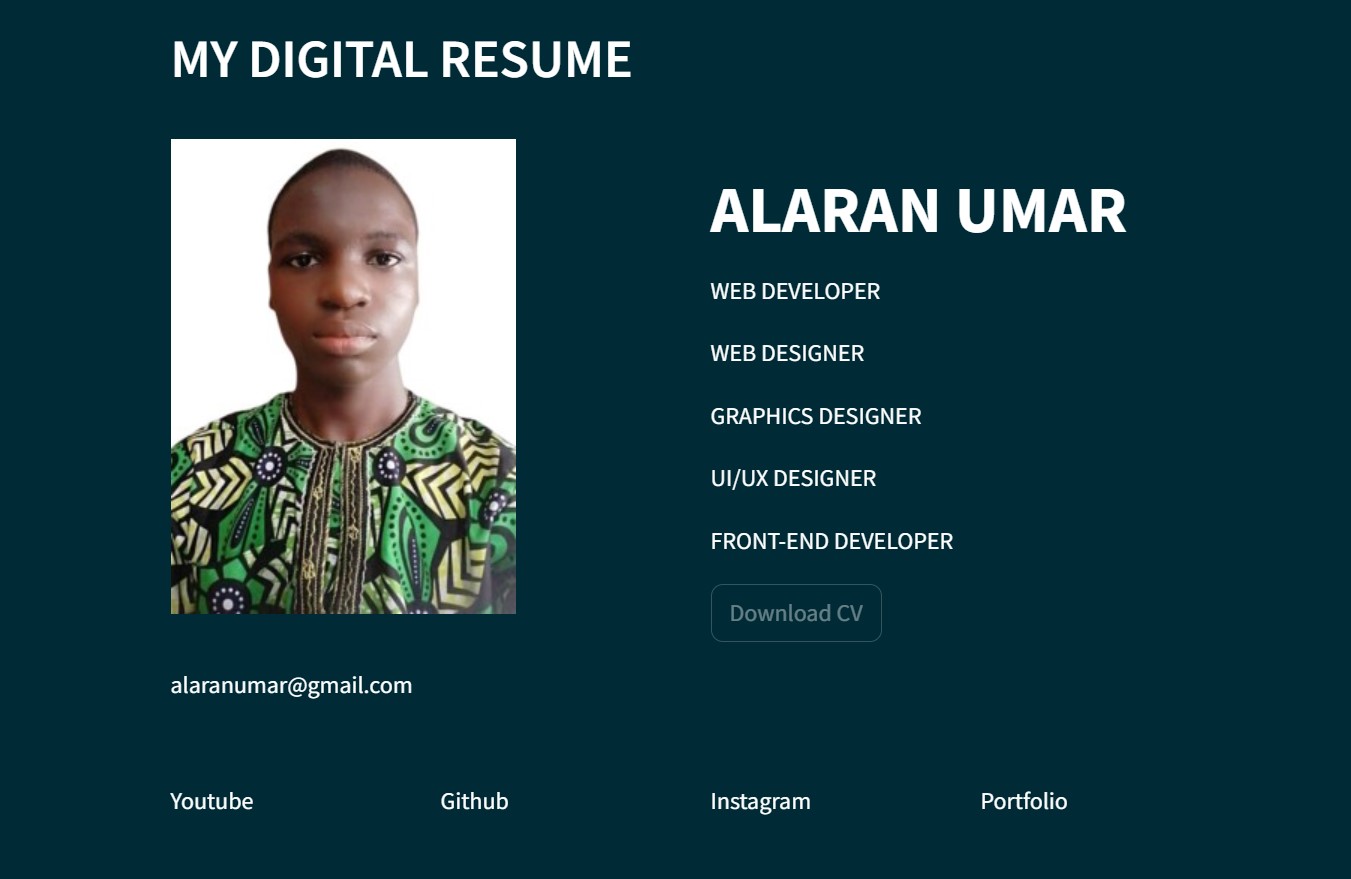 MY DIGITAL RESUME
ALARAN UMAR
WEB DEVELOPER
WEB DESIGNER
GRAPHICS DESIGNER
UI/UX DESIGNER
FRONT-END DEVELOPER
Download CV
alaranumar@gmail.com
Youtube
Github
Instagram
Portfolio